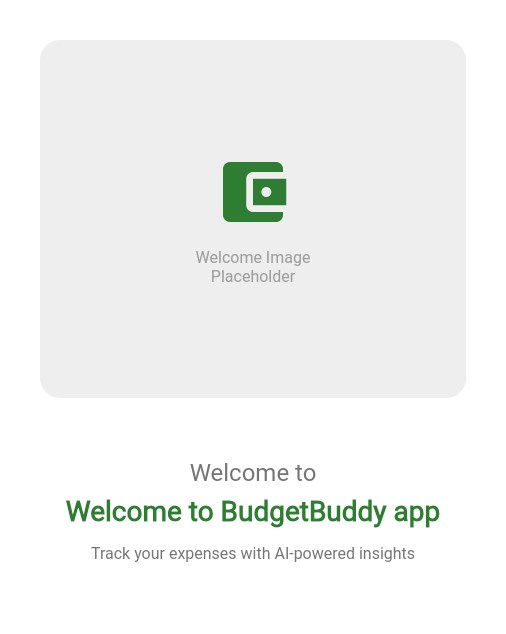 Welcome Image
Placeholder
Welcome to
Welcome to BudgetBuddy app
Track your expenses with AI-powered insights